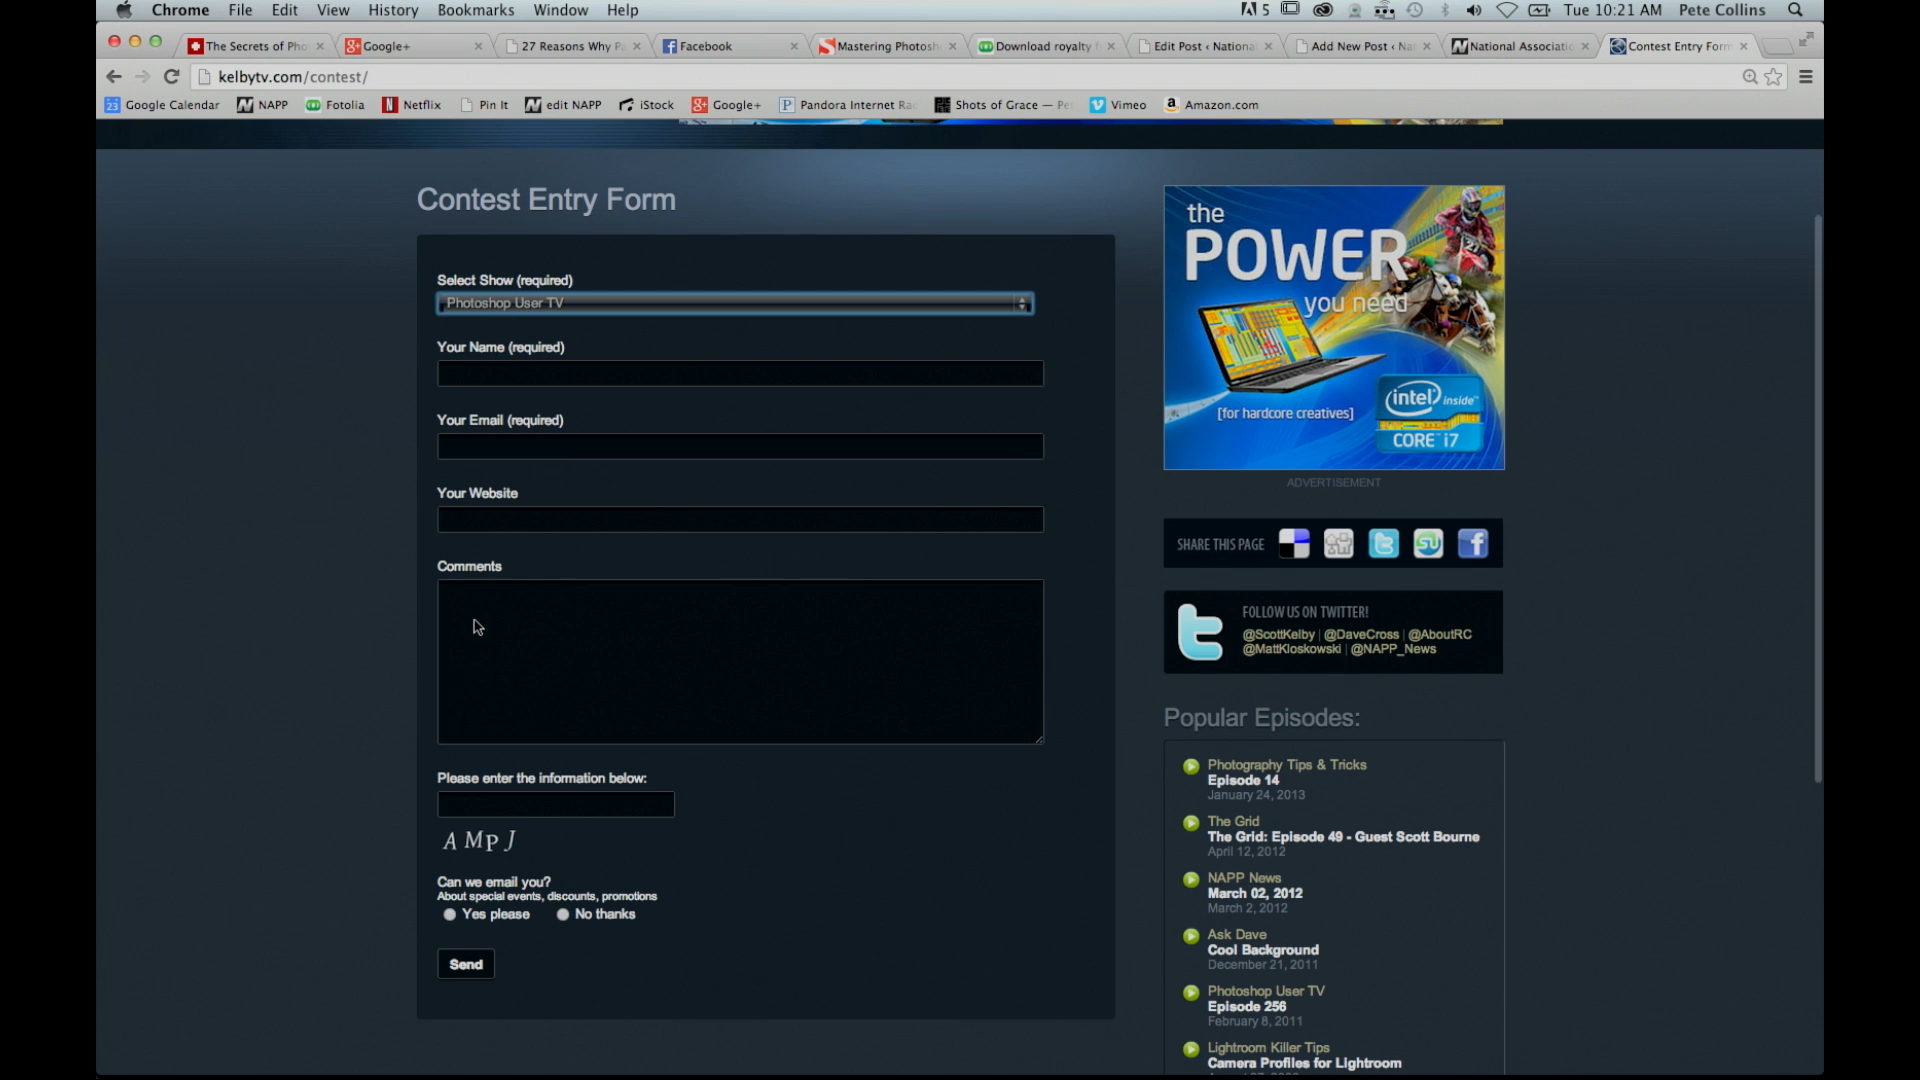 Chrome File Edit View History Bookmarks Window Help
5 Tue 10:21 AM Pete Collins
The Secrets of Pho
Google+
27 Reasons Why P
Facebook
Mastering Photosh
Download royalty f
Edit Post ‹ National
Add New Post ‹ Na
National Associatio
Contest Entry Form
kelbytv.com/contest/
23 Google Calendar NAPP Fotolia Netflix Pin It edit NAPP iStock Google+ Pandora Internet Ra Shots of Grace — Pe Vimeo Amazon.com
Contest Entry Form
Select Show (required)
Photoshop User TV
Your Name (required)
Your Email (required)
Your Website
Comments
Please enter the information below:
A M P J
Can we email you?
About special events, discounts, promotions
Yes please No thanks
Send
the
POWER
you need
[for hardcore creatives]
intel inside™
CORE™ i7
ADVERTISEMENT
SHARE THIS PAGE
FOLLOW US ON TWITTER!
@ScottKelby | @DaveCross | @AboutRC
@MattKloskowski | @NAPP_News
Popular Episodes:
Photography Tips & Tricks
Episode 14
January 24, 2013
The Grid
The Grid: Episode 49 - Guest Scott Bourne
April 12, 2012
NAPP News
March 02, 2012
March 2, 2012
Ask Dave
Cool Background
December 21, 2011
Photoshop User TV
Episode 256
February 8, 2011
Lightroom Killer Tips
Camera Profiles for Lightroom